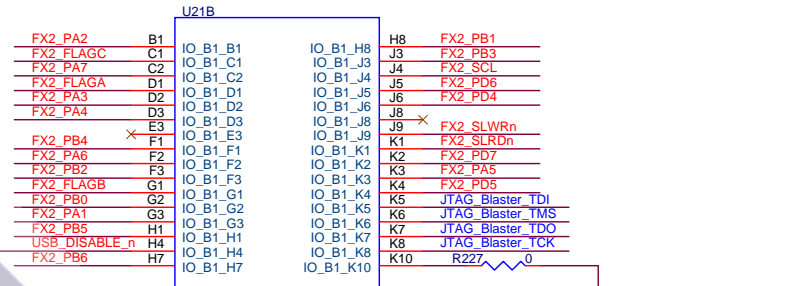 U21B
FX2_PA2 B1 IO_B1_B1 IO_B1_H8 H8 FX2_PB1
FX2_FLAGC C1 IO_B1_C1 IO_B1_J3 J3 FX2_PB3
FX2_PA7 C2 IO_B1_C2 IO_B1_J4 J4 FX2_SCL
FX2_FLAGA D1 IO_B1_D1 IO_B1_J5 J5 FX2_PD6
FX2_PA3 D2 IO_B1_D2 IO_B1_J6 J6 FX2_PD4
FX2_PA4 D3 IO_B1_D3 IO_B1_J8 J8
E3 IO_B1_E3 IO_B1_J9 J9 FX2_SLWRn
FX2_PB4 F1 IO_B1_F1 IO_B1_K1 K1 FX2_SLRDn
FX2_PA6 F2 IO_B1_F2 IO_B1_K2 K2 FX2_PD7
FX2_PB2 F3 IO_B1_F3 IO_B1_K3 K3 FX2_PA5
FX2_FLAGB G1 IO_B1_G1 IO_B1_K4 K4 FX2_PD5
FX2_PB0 G2 IO_B1_G2 IO_B1_K5 K5 JTAG_Blaster_TDI
FX2_PA1 G3 IO_B1_G3 IO_B1_K6 K6 JTAG_Blaster_TMS
FX2_PB5 H1 IO_B1_H1 IO_B1_K7 K7 JTAG_Blaster_TDO
USB_DISABLE_n H4 IO_B1_H4 IO_B1_K8 K8 JTAG_Blaster_TCK
FX2_PB6 H7 IO_B1_H7 IO_B1_K10 K10 R227 0